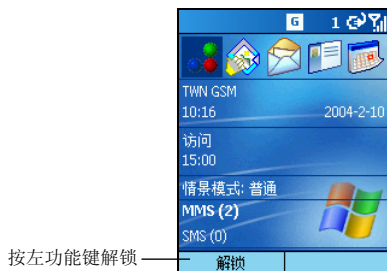 G 1
TWN GSM
10:16 2004-2-10
访问
15:00
情景模式: 普通
MMS (2)
SMS (0)
按左功能键解锁
解锁